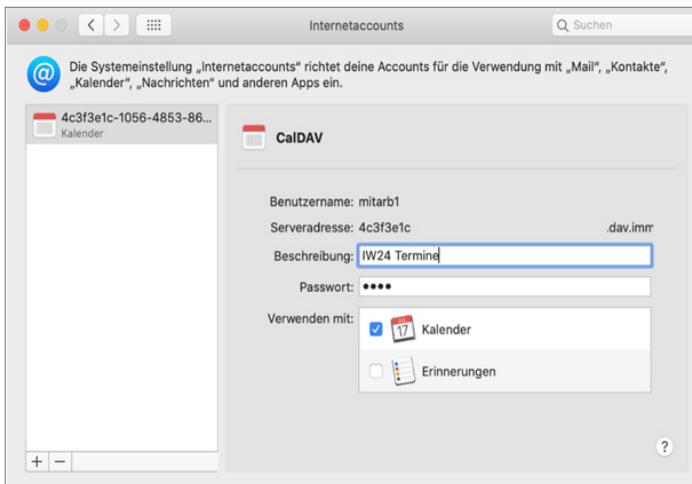 Internetaccounts
Suchen
Die Systemeinstellung „Internetaccounts“ richtet deine Accounts für die Verwendung mit „Mail“, „Kontakte“,
„Kalender“, „Nachrichten“ und anderen Apps ein.
4c3f3e1c-1056-4853-86...
Kalender
CalDAV
Benutzername: mitarb1
Serveradresse: 4c3f3e1c .dav.imm
Beschreibung: IW24 Termine
Passwort: ••••
Verwenden mit:
17 Kalender
Erinnerungen
?